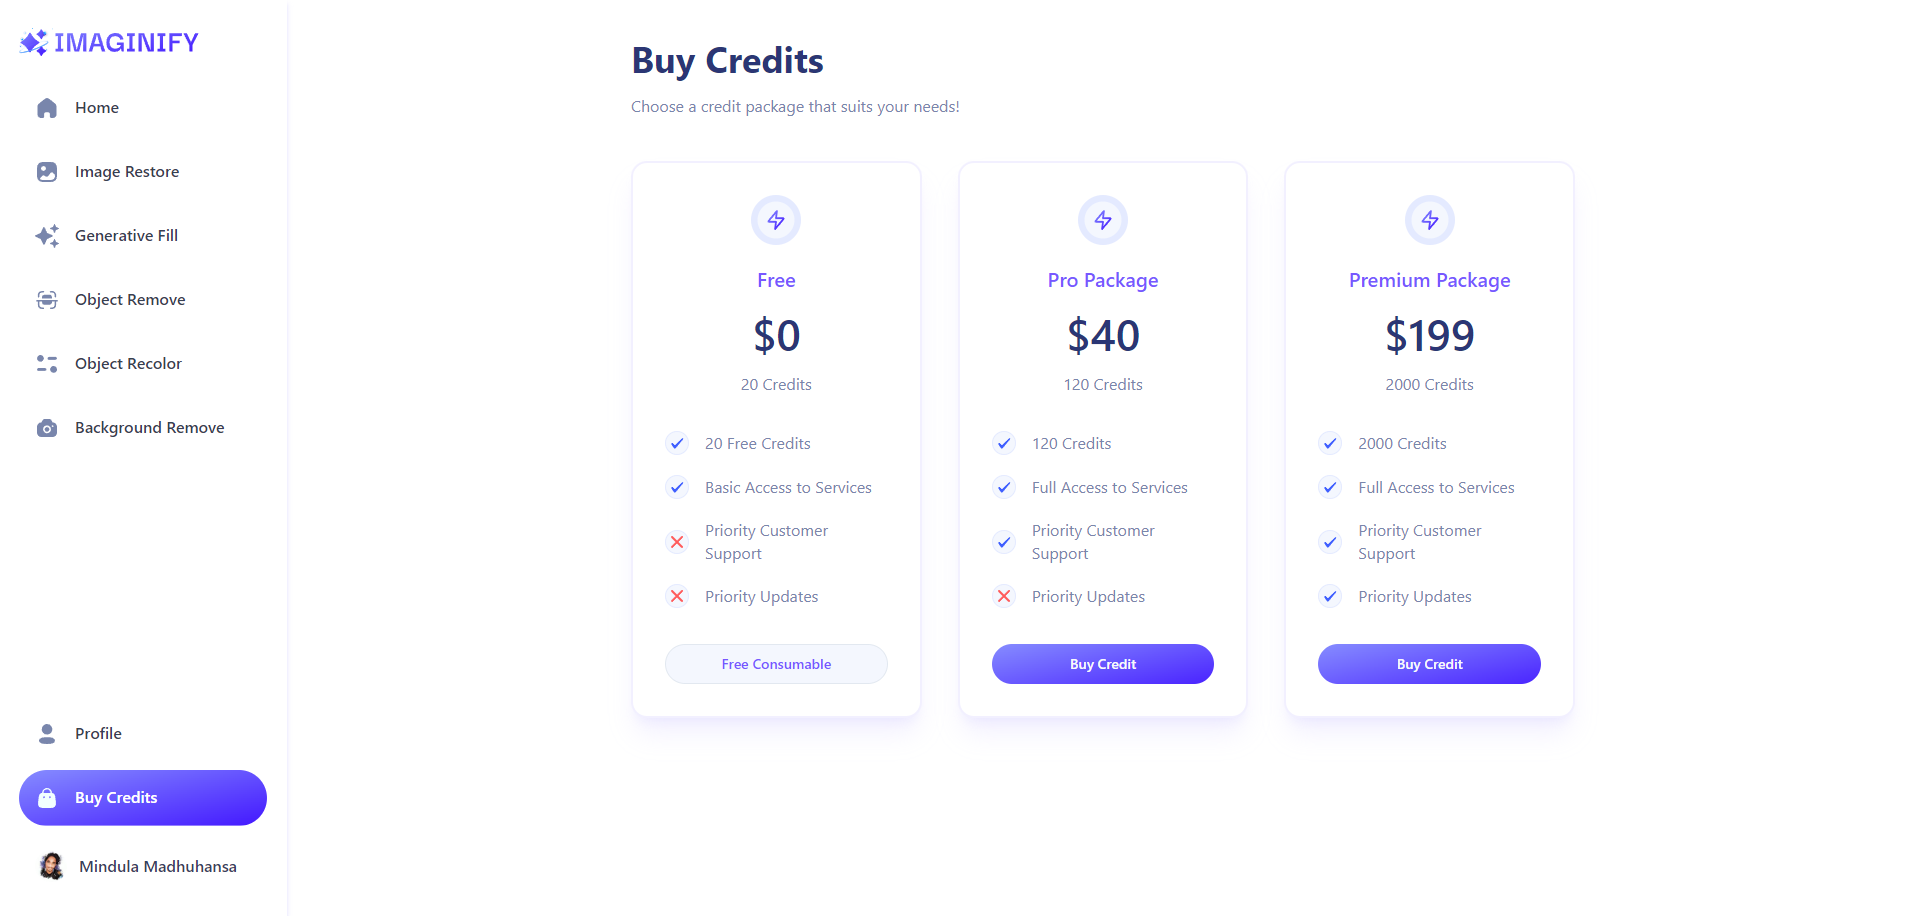 IMAGINIFY
Home
Image Restore
Generative Fill
Object Remove
Object Recolor
Background Remove
Profile
Buy Credits
Mindula Madhuhansa
Buy Credits
Choose a credit package that suits your needs!
Free
$0
20 Credits
20 Free Credits
Basic Access to Services
Priority Customer
Support
Priority Updates
Free Consumable
Pro Package
$40
120 Credits
120 Credits
Full Access to Services
Priority Customer
Support
Priority Updates
Buy Credit
Premium Package
$199
2000 Credits
2000 Credits
Full Access to Services
Priority Customer
Support
Priority Updates
Buy Credit